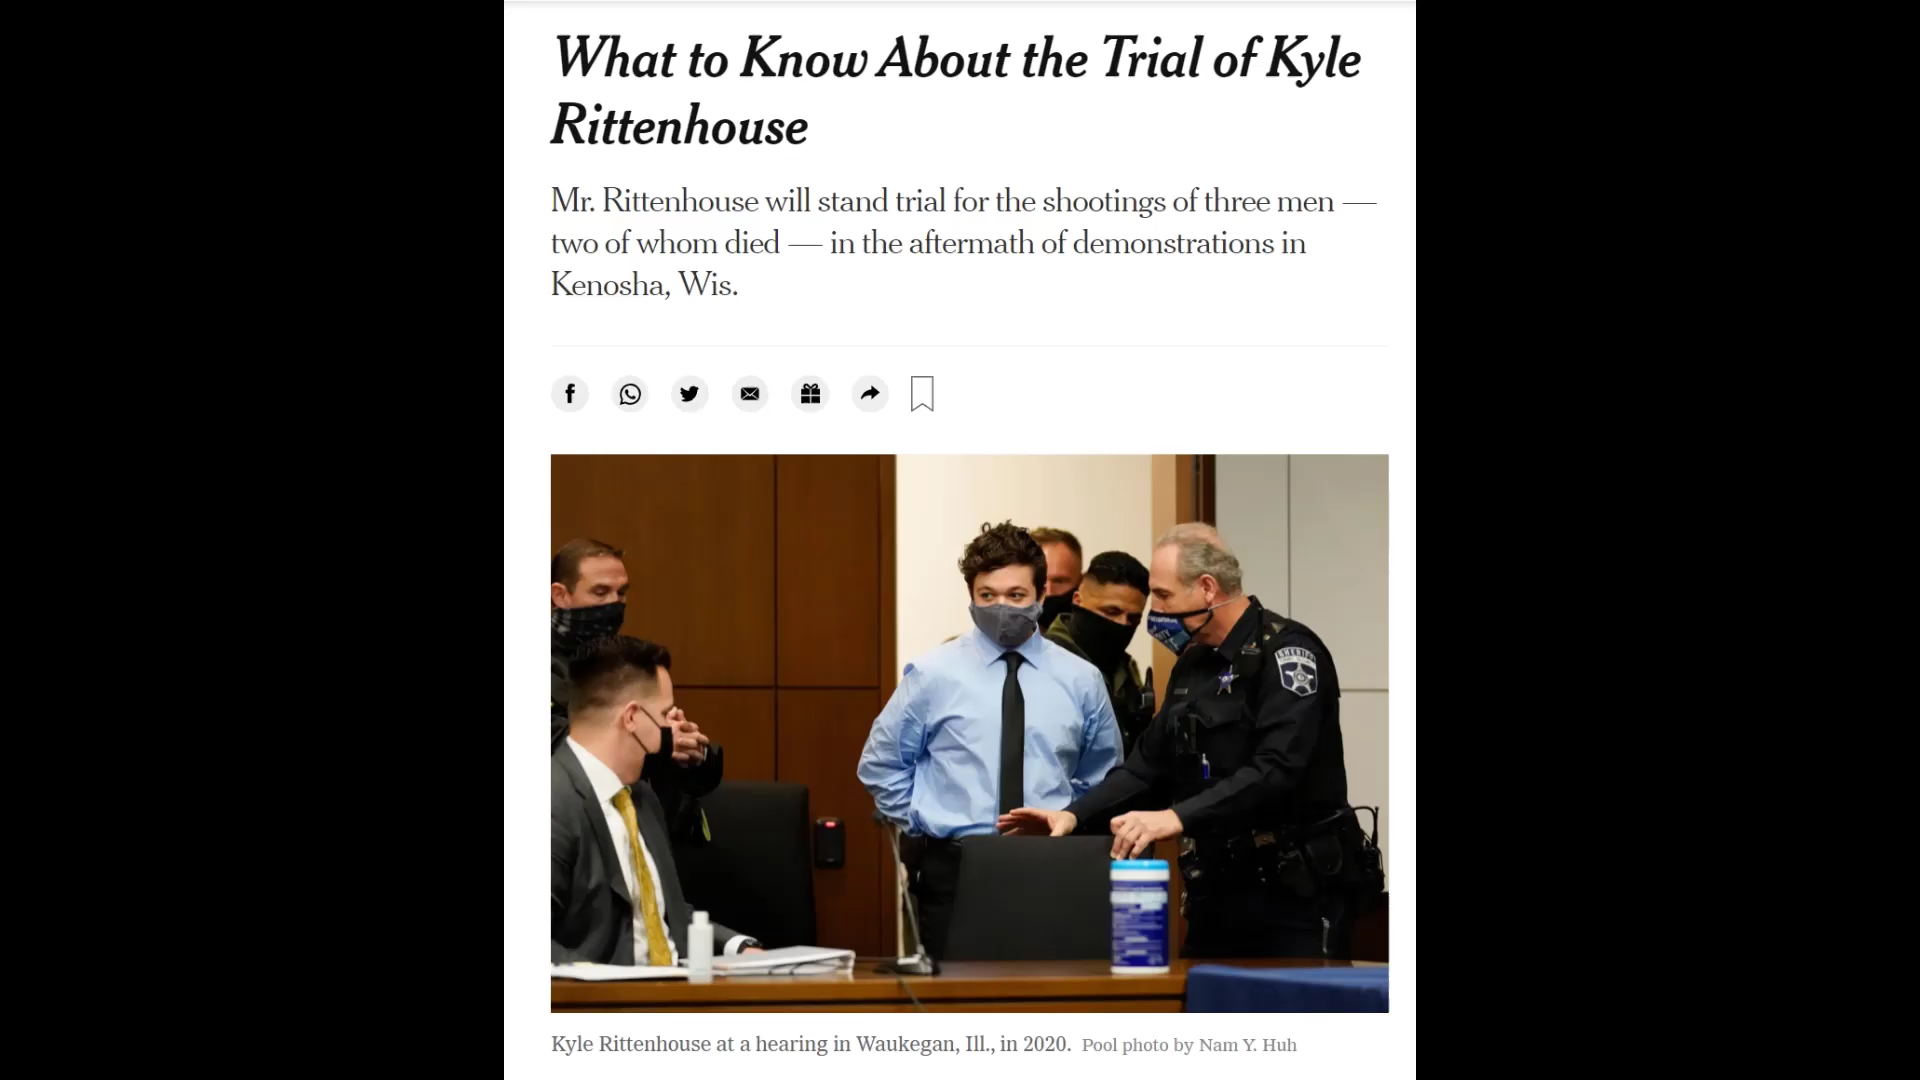 What to Know About the Trial of Kyle
Rittenhouse
Mr. Rittenhouse will stand trial for the shootings of three men —
two of whom died — in the aftermath of demonstrations in
Kenosha, Wis.
SHERIFF
Kyle Rittenhouse at a hearing in Waukegan, Ill., in 2020. Pool photo by Nam Y. Huh